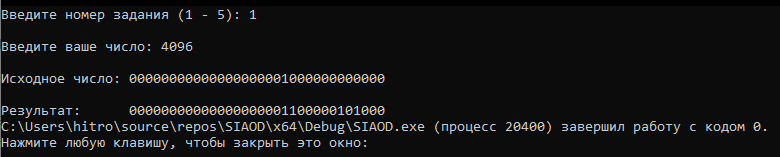 Введите номер задания (1 - 5): 1
Введите ваше число: 4096
Исходное число: 00000000000000000001000000000000
Результат: 00000000000000000001100000101000
C:\Users\hitro\source\repos\SIAOD\x64\Debug\SIAOD.exe (процесс 20400) завершил работу с кодом 0.
Нажмите любую клавишу, чтобы закрыть это окно: